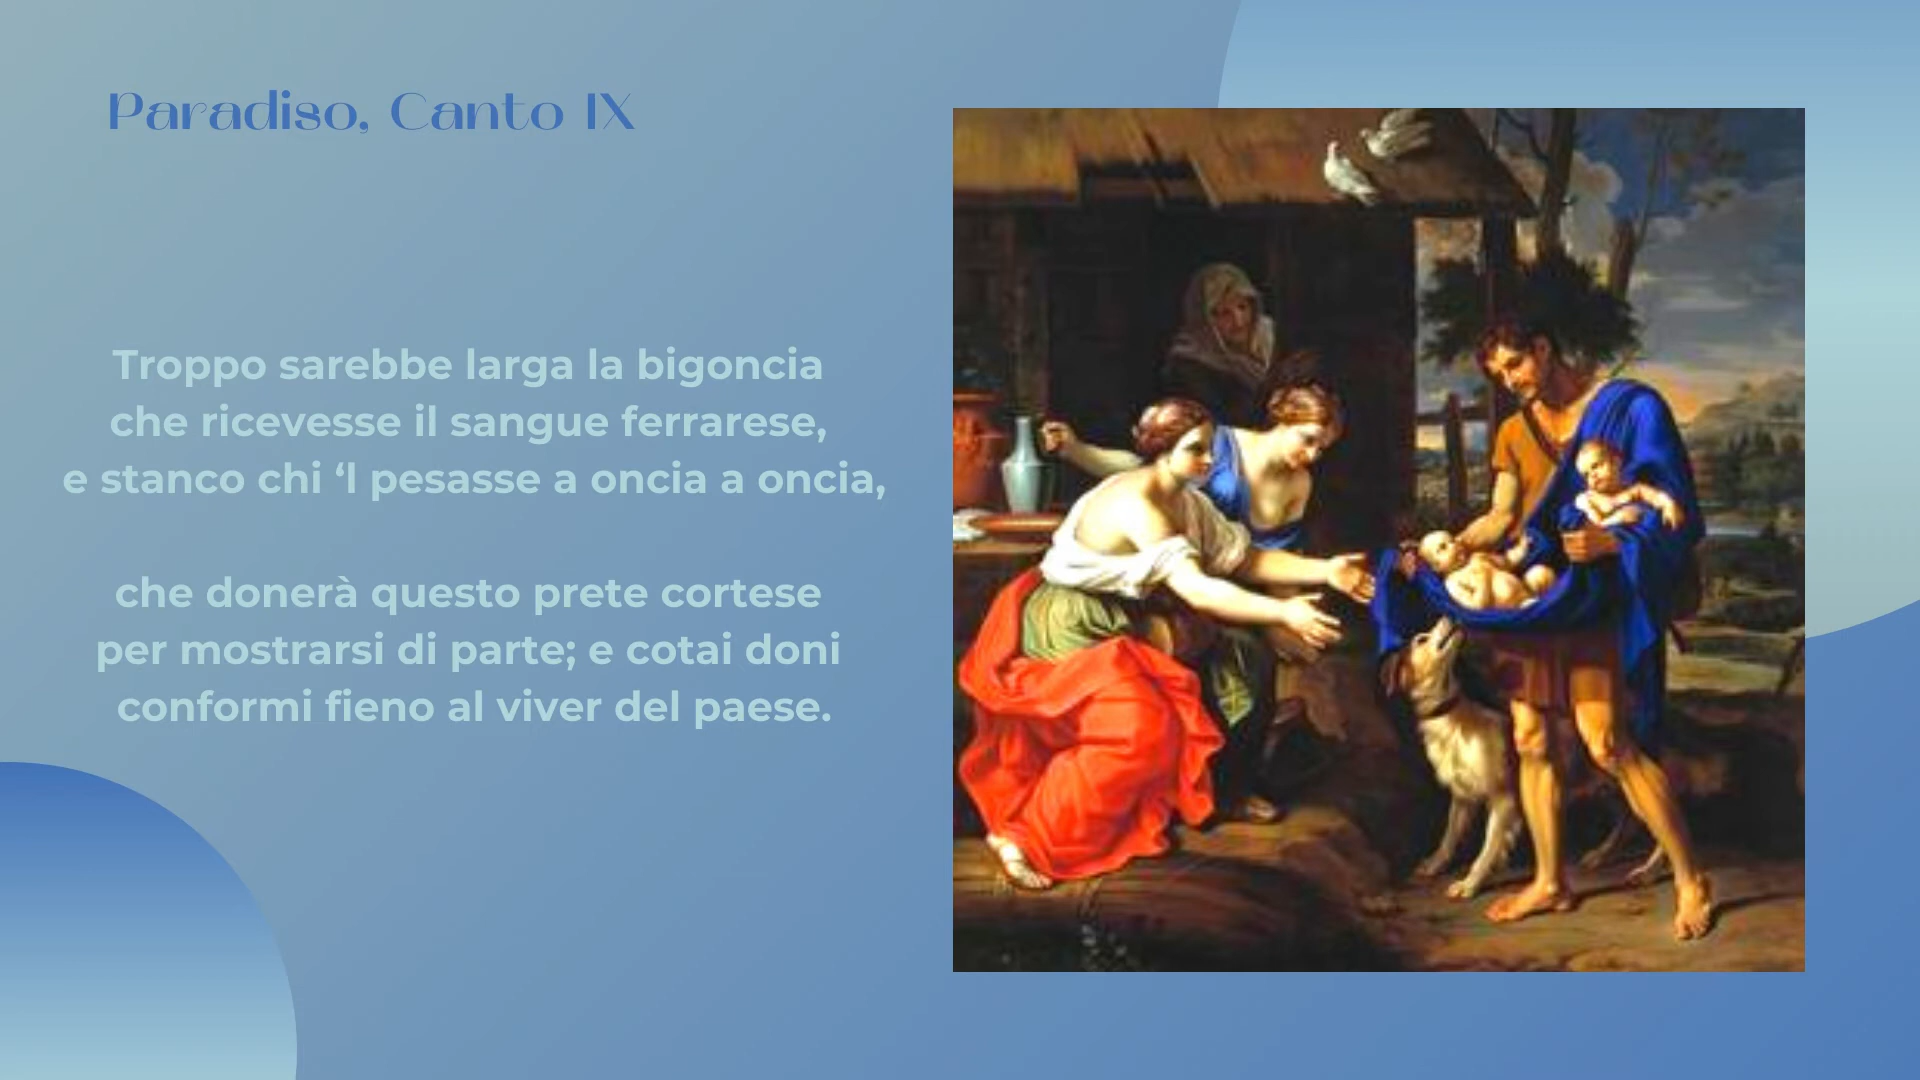 Paradiso, Canto IX
Troppo sarebbe larga la bigoncia
che ricevesse il sangue ferrarese,
e stanco chi ‘l pesasse a oncia a oncia,
che donerà questo prete cortese
per mostrarsi di parte; e cotai doni
conformi fieno al viver del paese.